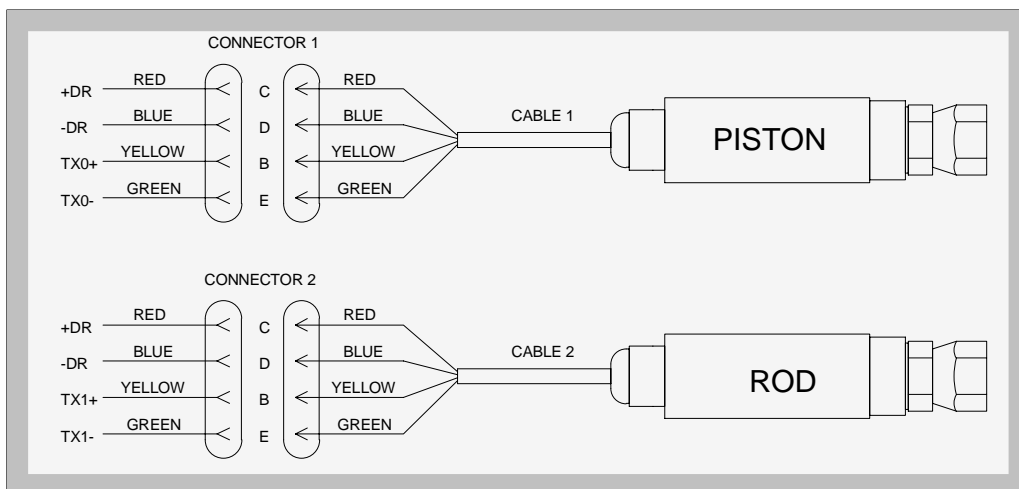 CONNECTOR 1
+DR RED C RED
-DR BLUE D BLUE CABLE 1
TX0+ YELLOW B YELLOW
TX0- GREEN E GREEN
PISTON
CONNECTOR 2
+DR RED C RED
-DR BLUE D BLUE CABLE 2
TX1+ YELLOW B YELLOW
TX1- GREEN E GREEN
ROD